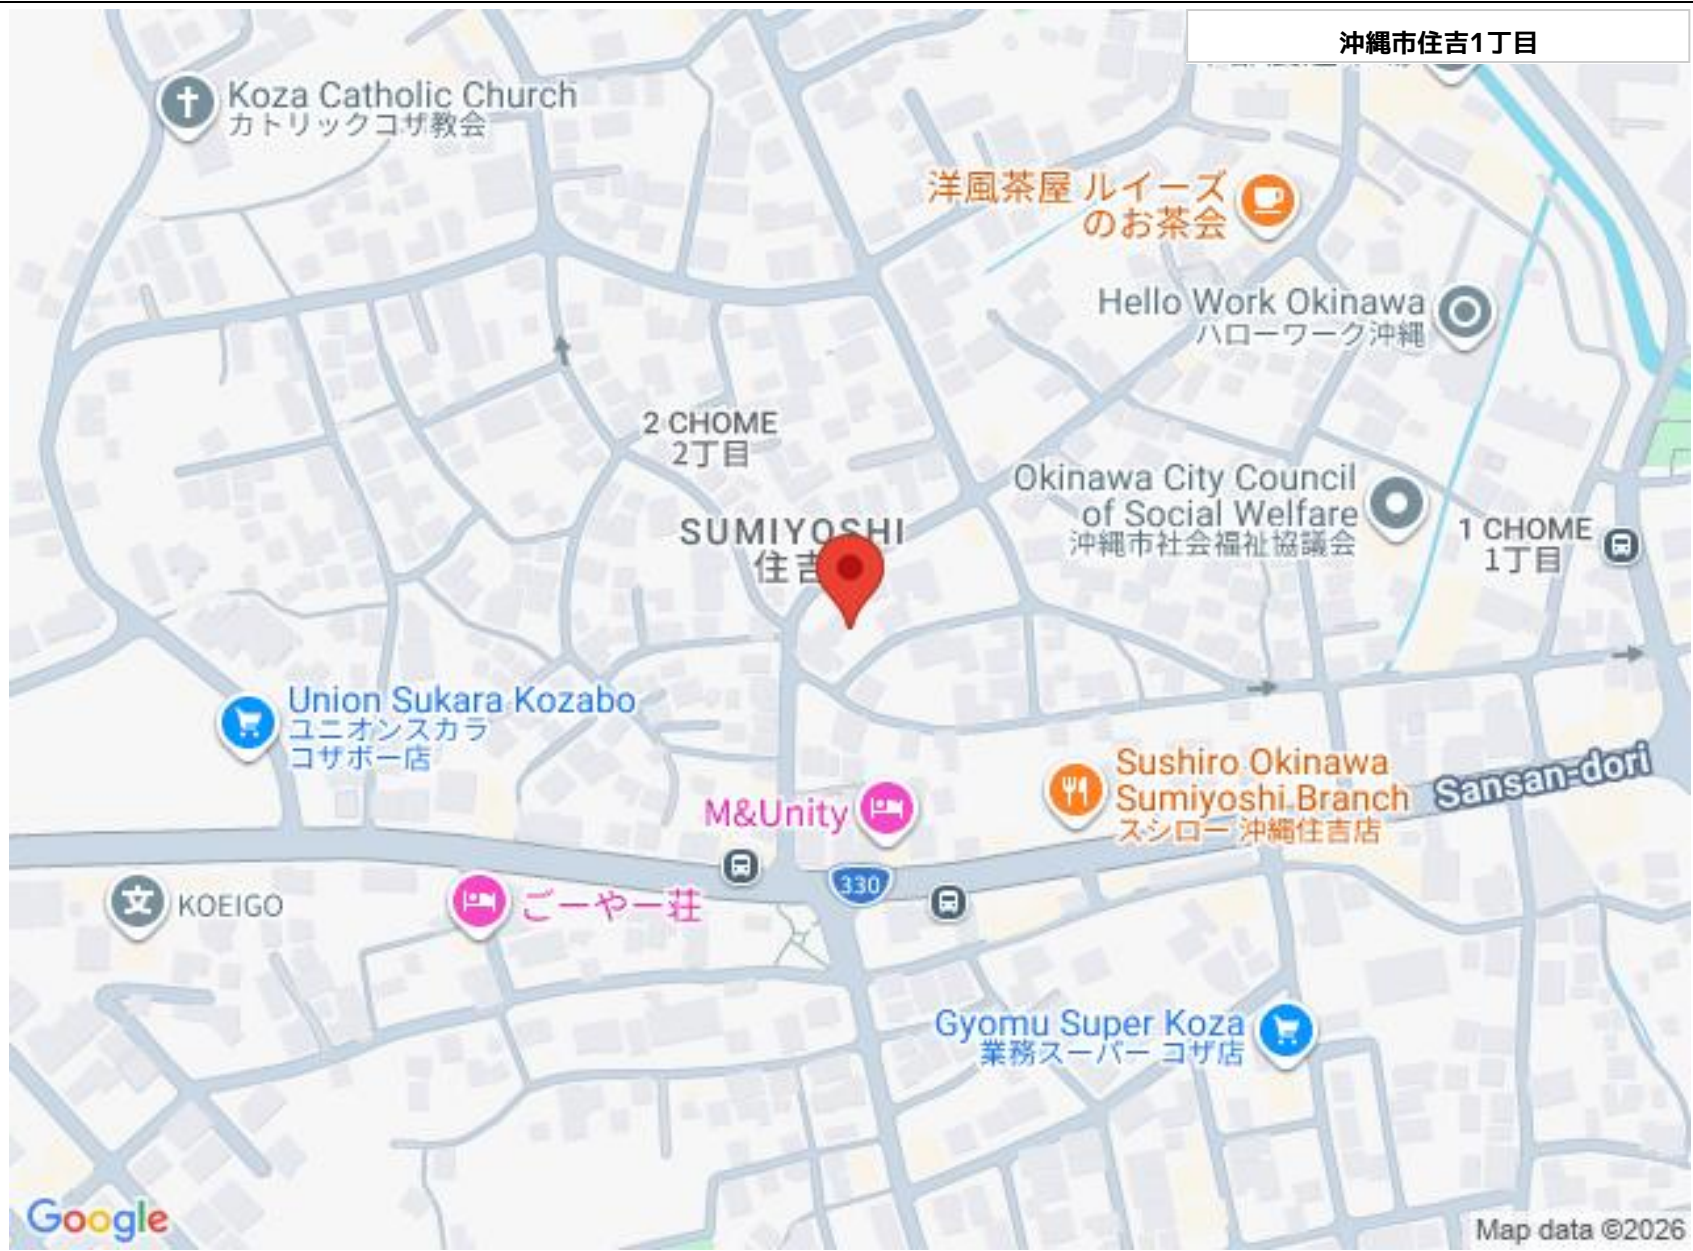 沖縄市住吉1丁目
Koza Catholic Church
カトリックコザ教会
洋風茶屋 ルイーズ
のお茶会
Hello Work Okinawa
ハローワーク沖縄
2 CHOME
2丁目
Okinawa City Council
of Social Welfare
沖縄市社会福祉協議会
1 CHOME
1丁目
SUMIYOSHI
住吉
Union Sukara Kozabo
ユニオンスカラ
コザボー店
Sushiro Okinawa
Sumiyoshi Branch
スシロー 沖縄住吉店
Sansan-dori
M&Unity
330
KOEIGO
ごーやー荘
Gyomu Super Koza
業務スーパー コザ店
Google
Map data ©2026